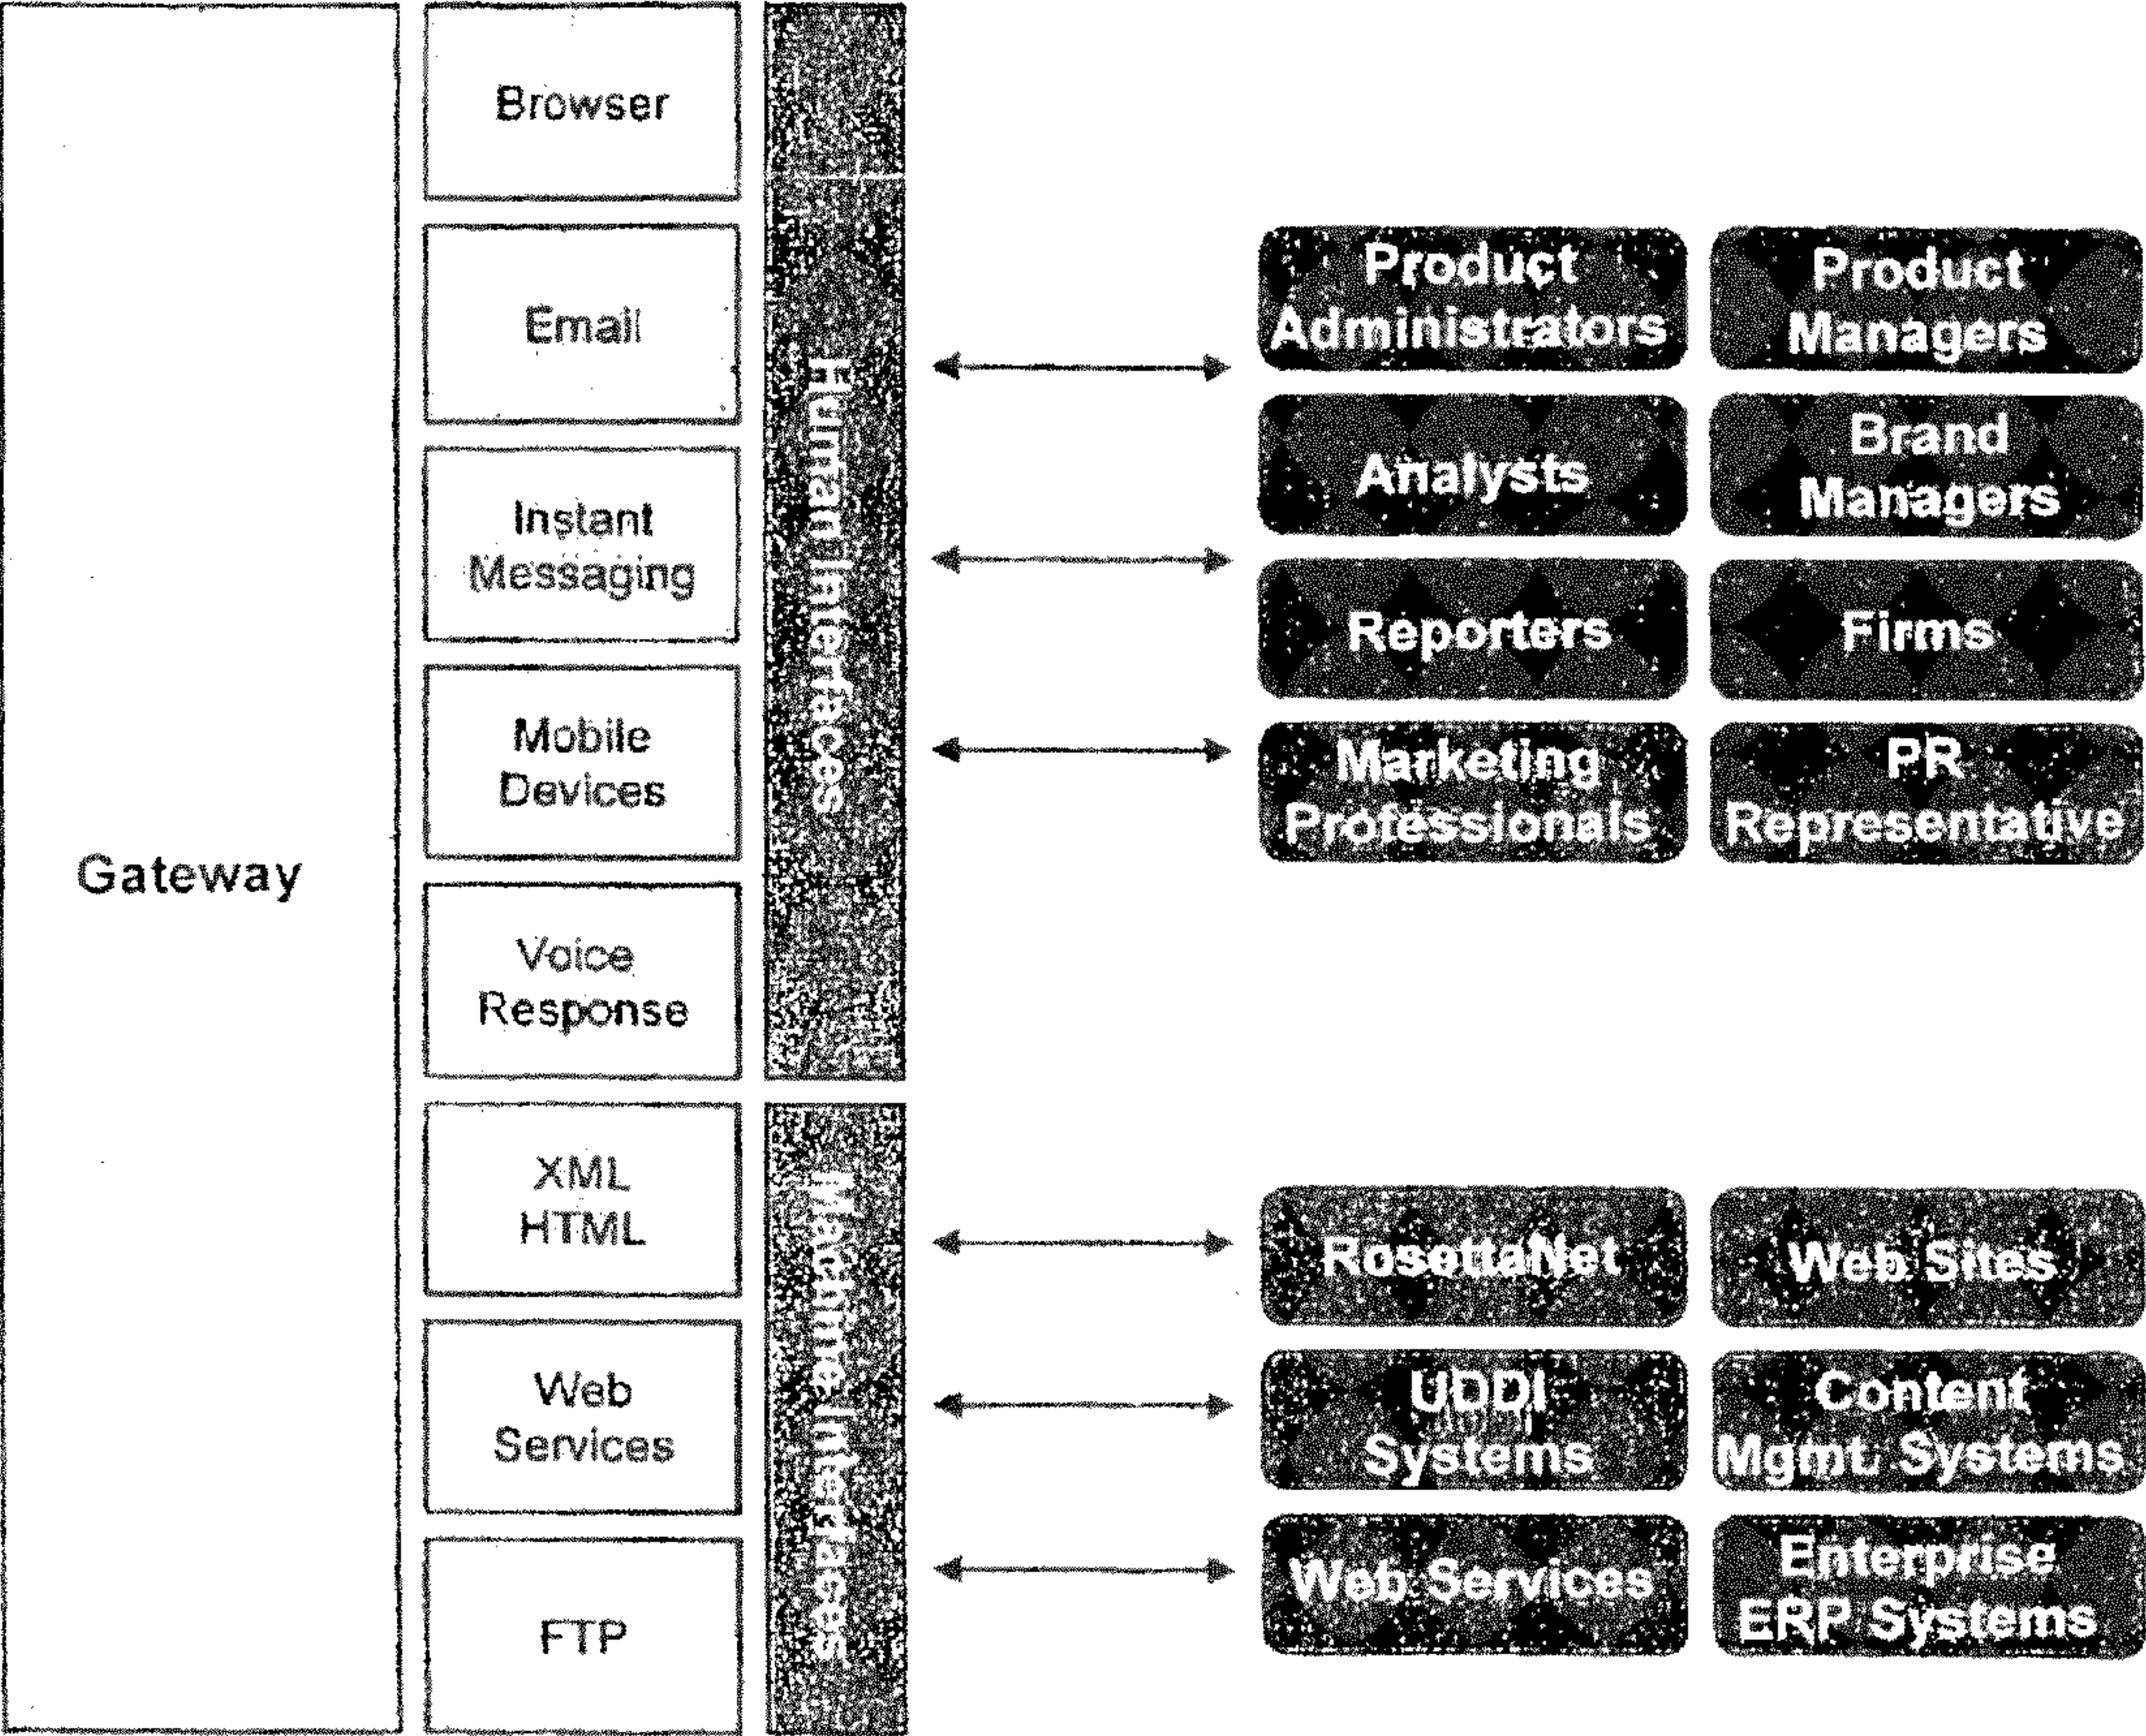 Gateway
Browser
Email
Instant
Messaging
Mobile
Devices
Voice
Response
XML
HTML
Web
Services
FTP
Human Interfaces
Machine Interfaces
Product
Administrators
Product
Managers
Analysts
Brand
Managers
Reporters
Firms
Marketing
Professionals
PR
Representative
RosettaNet
Web Sites
UDDI
Systems
Content
Mgmt. Systems
Web Services
Enterprise
ERP Systems